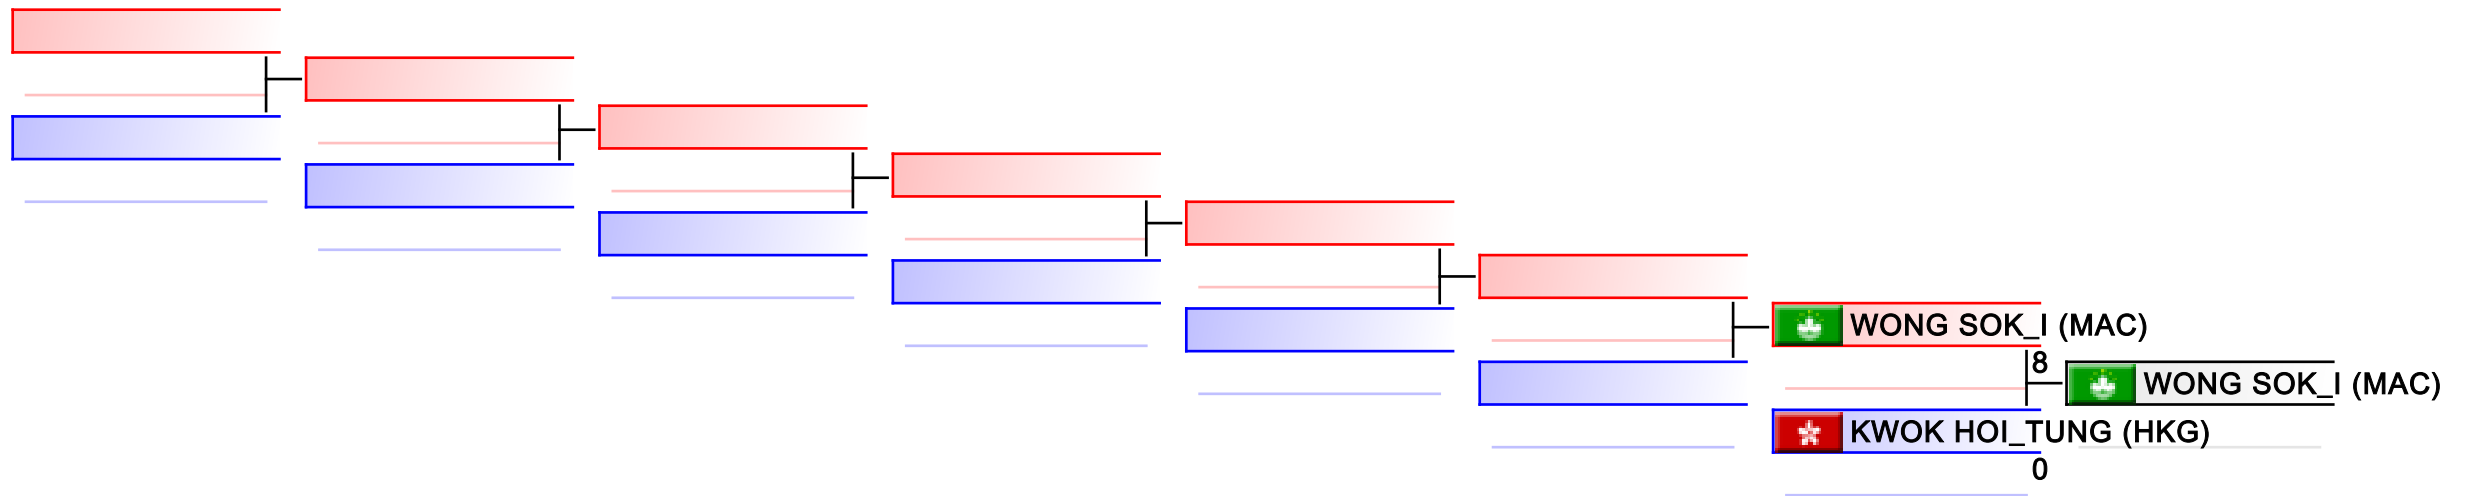 WONG SOK_I (MAC)
8
WONG SOK_I (MAC)
KWOK HOI_TUNG (HKG)
0